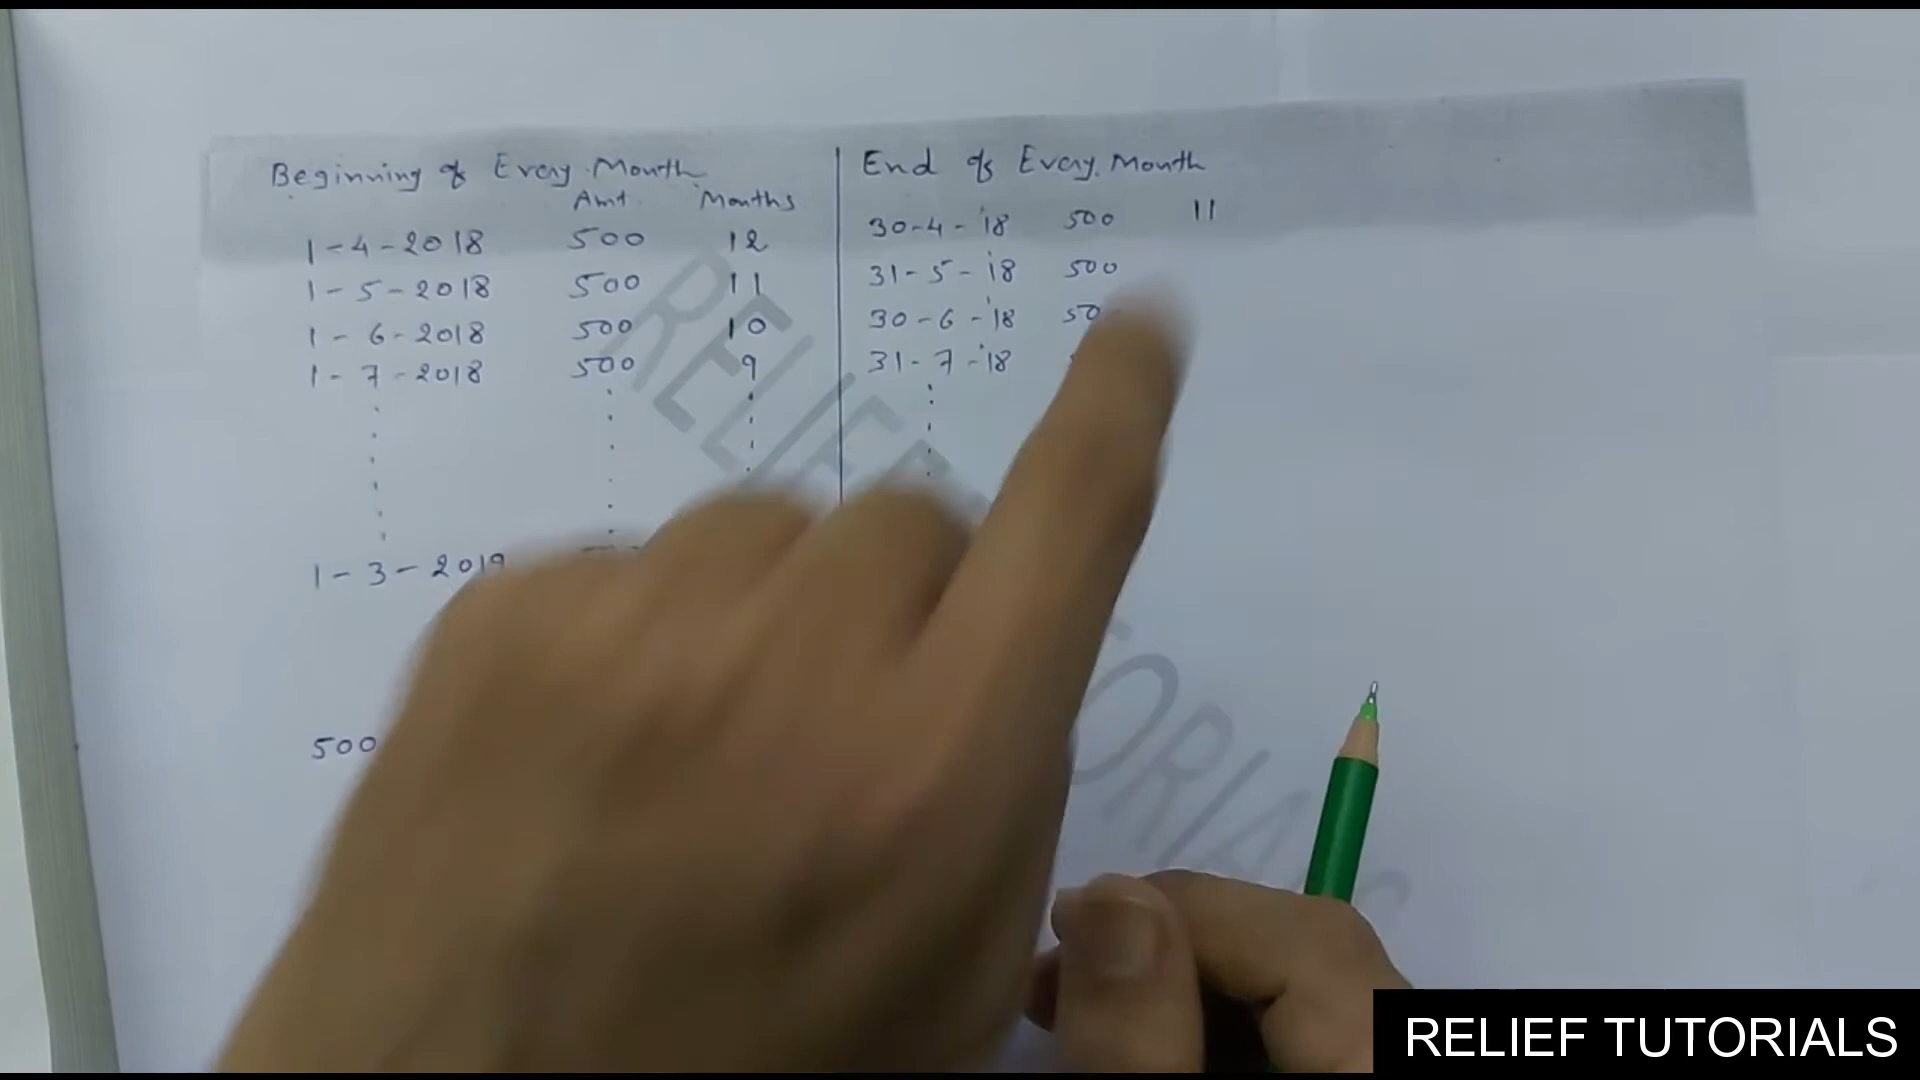 Beginning of Every Month
Amt Months
1-4-2018 500 12
1-5-2018 500 11
1-6-2018 500 10
1-7-2018 500 9
1-3-2019
500
End of Every Month
30-4-'18 500 11
31-5-'18 500
30-6-'18
31-7-'18
RELIEF TUTORIALS